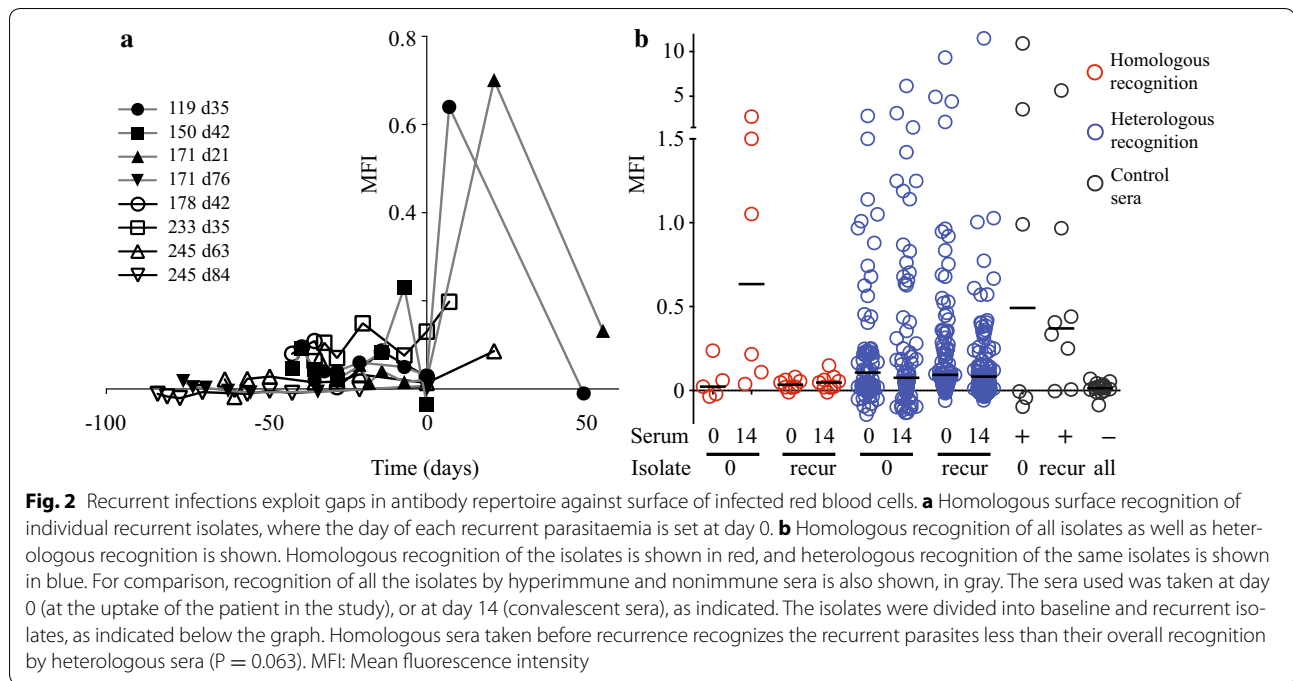 a
0.8
0.6
0.4
MFI
-100
-50
0
50
Time (days)
119 d35
150 d42
171 d21
171 d76
178 d42
233 d35
245 d63
245 d84
b
10
5
1.5
1.0
0.5
0
MFI
Homologous
recognition
Heterologous
recognition
Control
sera
Serum 0 14 0 14 0 14 0 14 + + −
Isolate 0 recur 0 recur 0 recur all
Fig. 2 Recurrent infections exploit gaps in antibody repertoire against surface of infected red blood cells. a Homologous surface recognition of
individual recurrent isolates, where the day of each recurrent parasitaemia is set at day 0. b Homologous recognition of all isolates as well as heter-
ologous recognition is shown. Homologous recognition of the isolates is shown in red, and heterologous recognition of the same isolates is shown
in blue. For comparison, recognition of all the isolates by hyperimmune and nonimmune sera is also shown, in gray. The sera used was taken at day
0 (at the uptake of the patient in the study), or at day 14 (convalescent sera), as indicated. The isolates were divided into baseline and recurrent iso-
lates, as indicated below the graph. Homologous sera taken before recurrence recognizes the recurrent parasites less than their overall recognition
by heterologous sera (P = 0.063). MFI: Mean fluorescence intensity